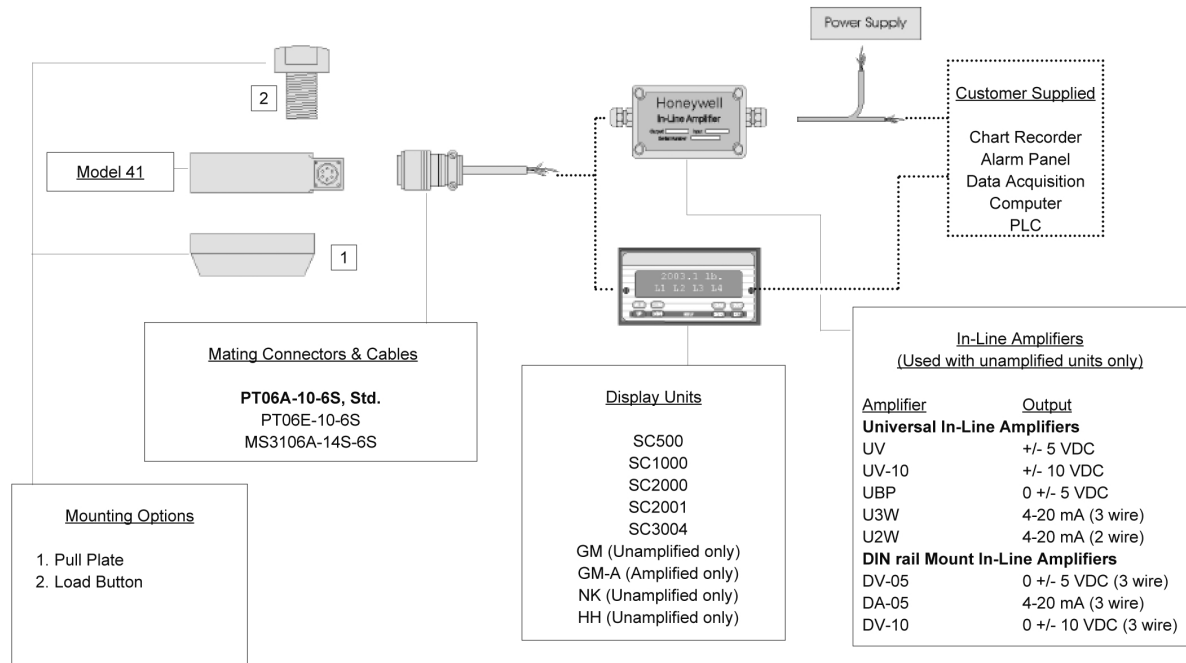 Power Supply
2
Honeywell
In-Line Amplifier
Customer Supplied
Chart Recorder
Alarm Panel
Data Acquisition
Computer
PLC
Model 41
1
2003.1 lb.
L1 L2 L3 L4
Mating Connectors & Cables
PT06A-10-6S, Std.
PT06E-10-6S
MS3106A-14S-6S
Mounting Options
1. Pull Plate
2. Load Button
Display Units
SC500
SC1000
SC2000
SC2001
SC3004
GM (Unamplified only)
GM-A (Amplified only)
NK (Unamplified only)
HH (Unamplified only)
In-Line Amplifiers
(Used with unamplified units only)
Amplifier Output
Universal In-Line Amplifiers
UV +/- 5 VDC
UV-10 +/- 10 VDC
UBP 0 +/- 5 VDC
U3W 4-20 mA (3 wire)
U2W 4-20 mA (2 wire)
DIN rail Mount In-Line Amplifiers
DV-05 0 +/- 5 VDC (3 wire)
DA-05 4-20 mA (3 wire)
DV-10 0 +/- 10 VDC (3 wire)